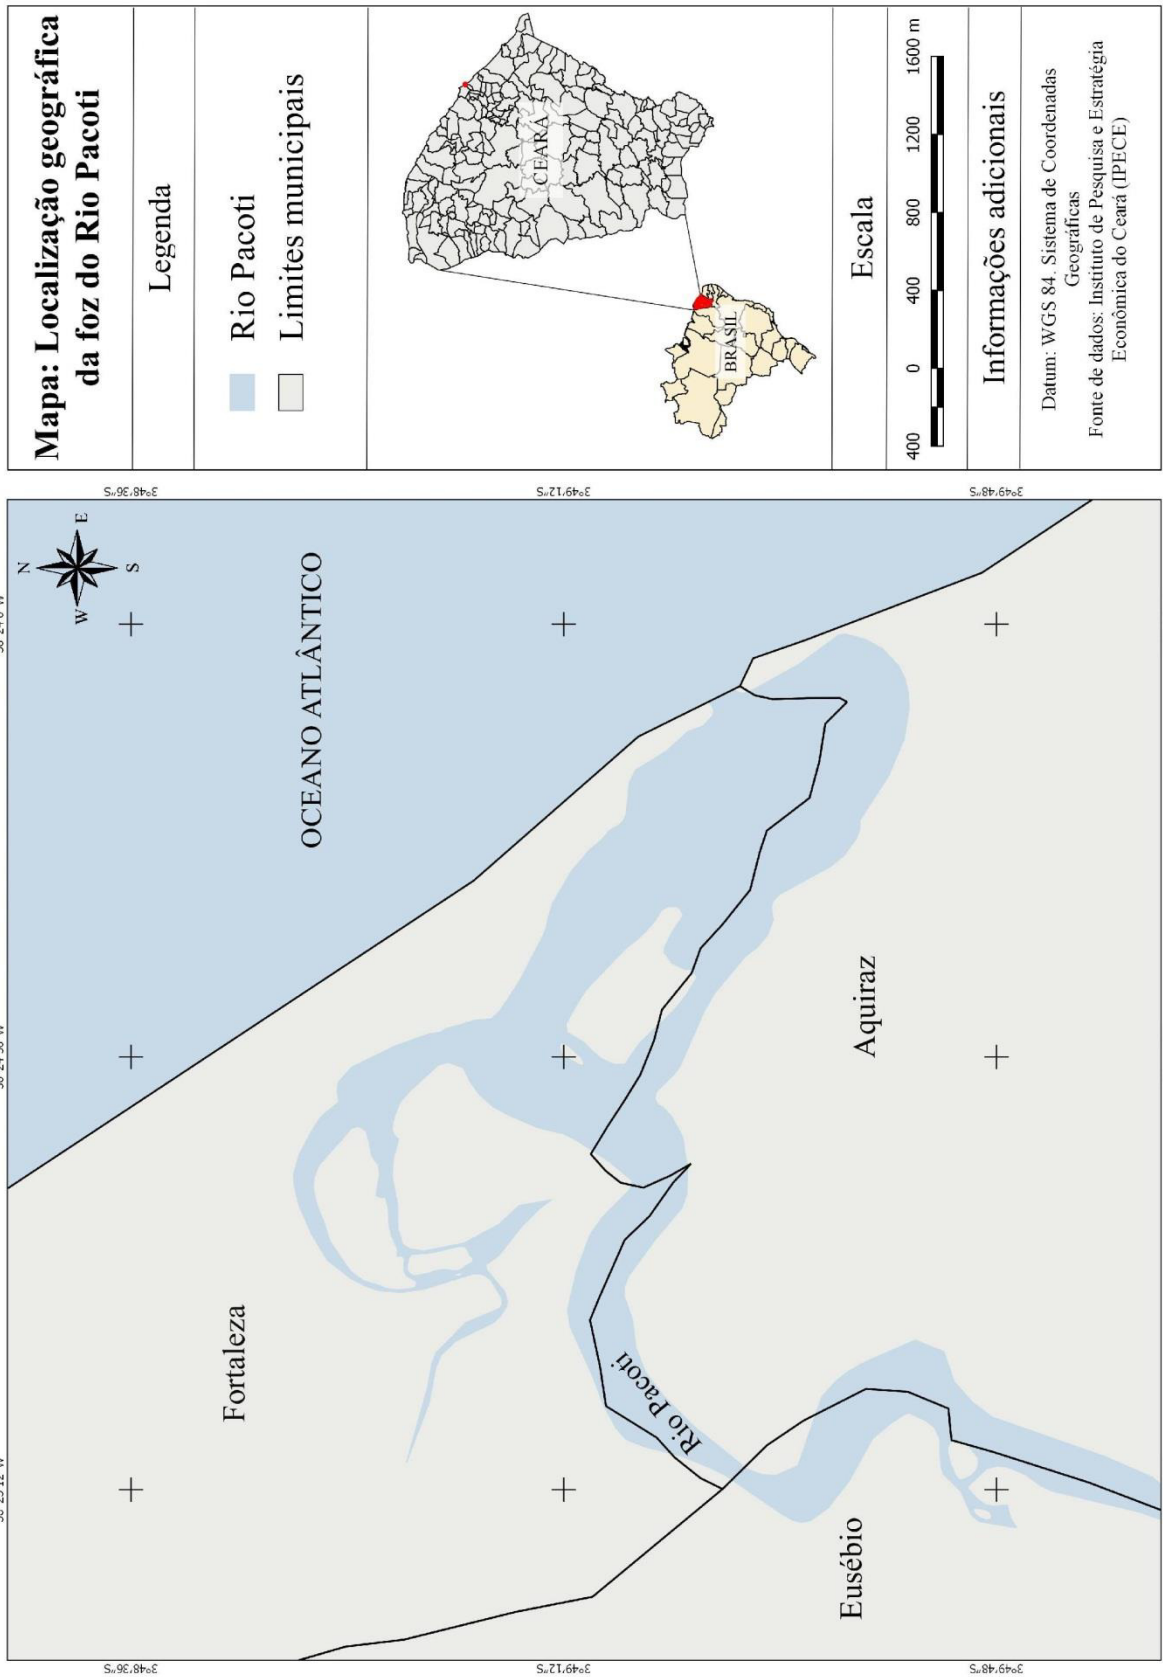 Mapa: Localização geográfica
da foz do Rio Pacoti
Legenda
Rio Pacoti
Limites municipais
CEARÁ
BRASIL
Escala
400 0 400 800 1200 1600 m
Informações adicionais
Datum: WGS 84. Sistema de Coordenadas
Geográficas
Fonte de dados: Instituto de Pesquisa e Estratégia
Econômica do Ceará (IPECE)
3°48'36"S
3°49'12"S
3°49'48"S
N
W
E
S
OCEANO ATLÂNTICO
Fortaleza
Rio Pacoti
Aquiraz
Eusébio
3°48'36"S
3°49'12"S
3°49'48"S